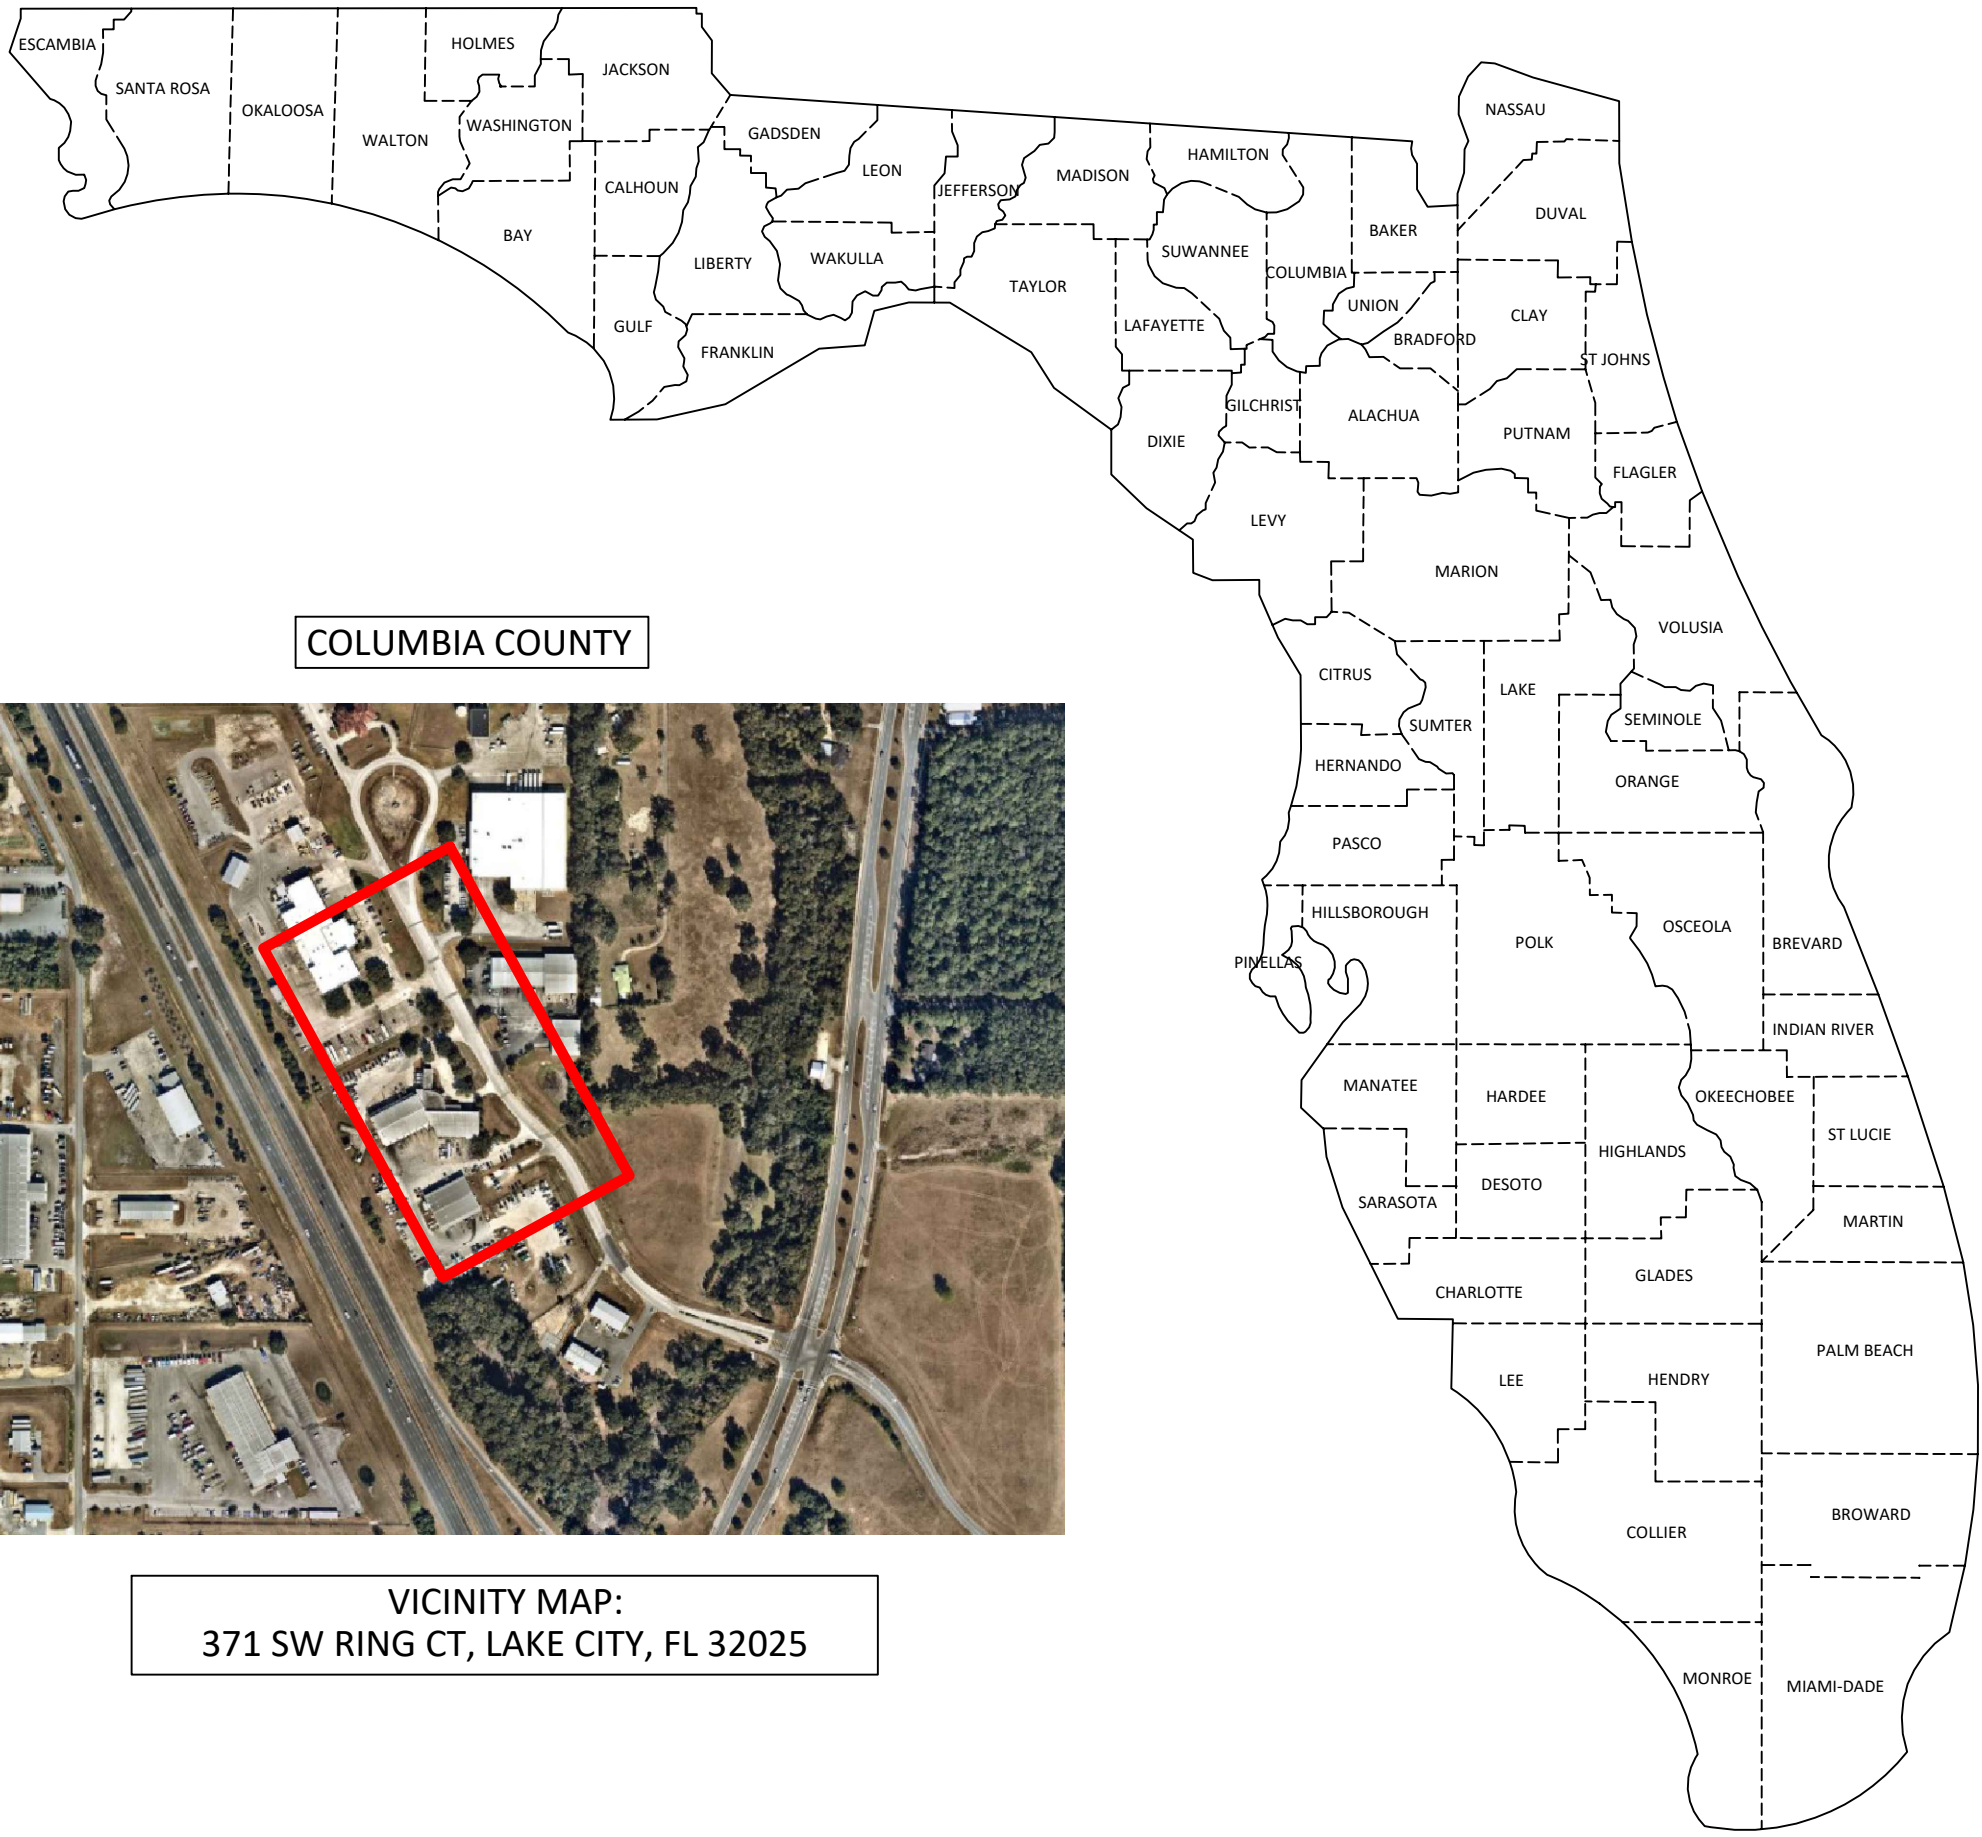 ESCAMBIA
SANTA ROSA
OKALOOSA
WALTON
HOLMES
WASHINGTON
JACKSON
BAY
CALHOUN
GULF
LIBERTY
GADSDEN
FRANKLIN
LEON
WAKULLA
JEFFERSON
MADISON
TAYLOR
HAMILTON
SUWANNEE
LAFAYETTE
DIXIE
COLUMBIA
GILCHRIST
BAKER
UNION
BRADFORD
ALACHUA
LEVY
NASSAU
DUVAL
CLAY
ST JOHNS
PUTNAM
FLAGLER
MARION
VOLUSIA
CITRUS
SUMTER
LAKE
SEMINOLE
HERNANDO
ORANGE
PASCO
HILLSBOROUGH
PINELLAS
POLK
OSCEOLA
BREVARD
INDIAN RIVER
MANATEE
HARDEE
OKEECHOBEE
ST LUCIE
HIGHLANDS
SARASOTA
DESOTO
MARTIN
CHARLOTTE
GLADES
LEE
HENDRY
PALM BEACH
COLLIER
BROWARD
MONROE
MIAMI-DADE
COLUMBIA COUNTY
VICINITY MAP:
371 SW RING CT, LAKE CITY, FL 32025